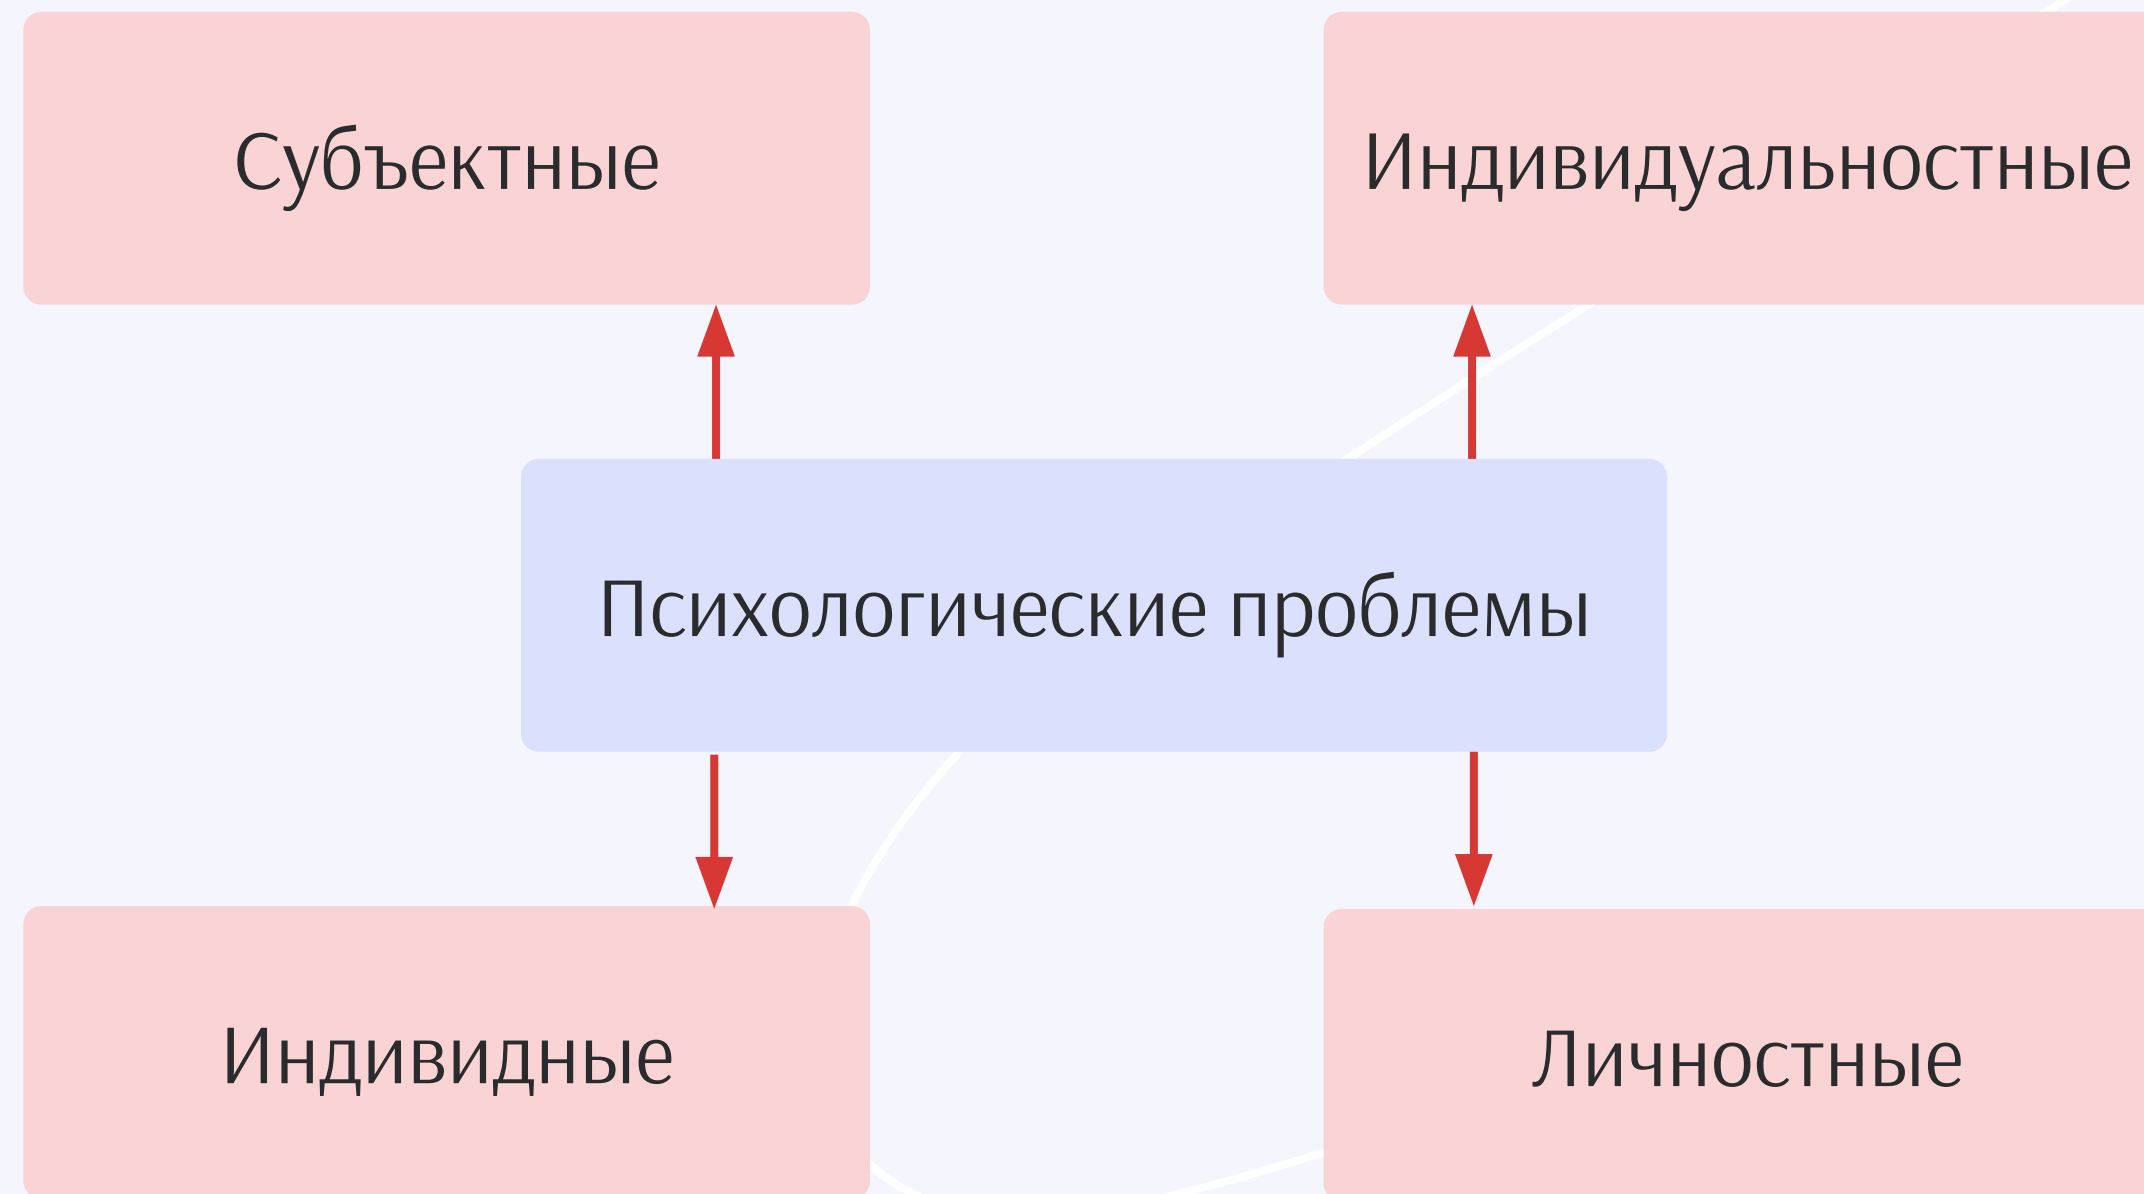 Субъектные
Индивидуальностные
Психологические проблемы
Индивидные
Личностные